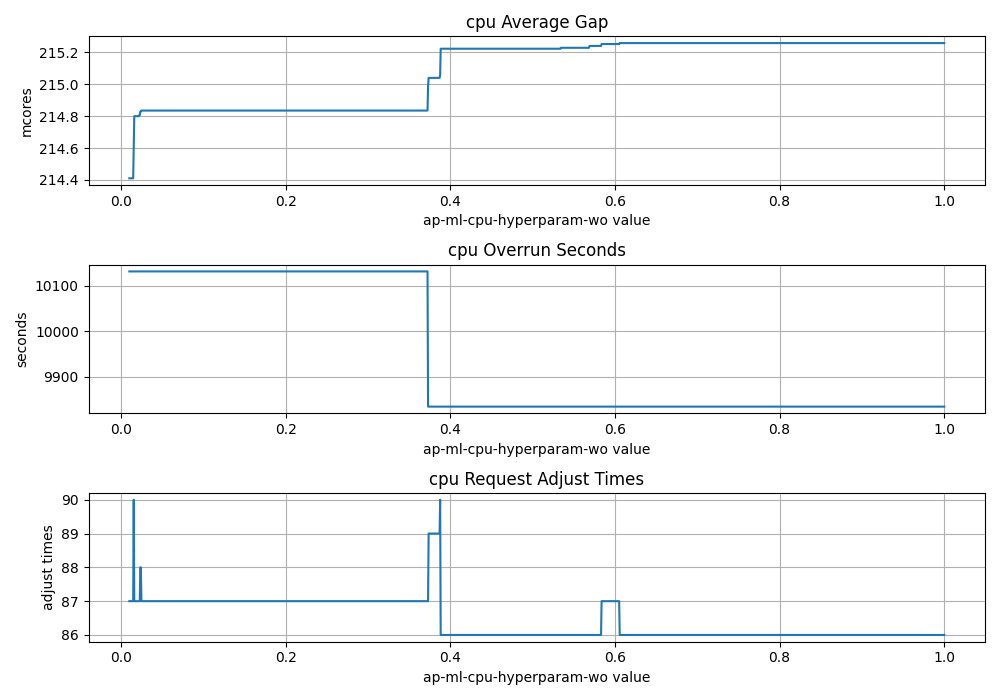 cpu Average Gap
215.2
215.0
214.8
214.6
214.4
mcores
0.0 0.2 0.4 0.6 0.8 1.0
ap-ml-cpu-hyperparam-wo value
cpu Overrun Seconds
10100
10000
9900
seconds
0.0 0.2 0.4 0.6 0.8 1.0
ap-ml-cpu-hyperparam-wo value
cpu Request Adjust Times
90
89
88
87
86
adjust times
0.0 0.2 0.4 0.6 0.8 1.0
ap-ml-cpu-hyperparam-wo value